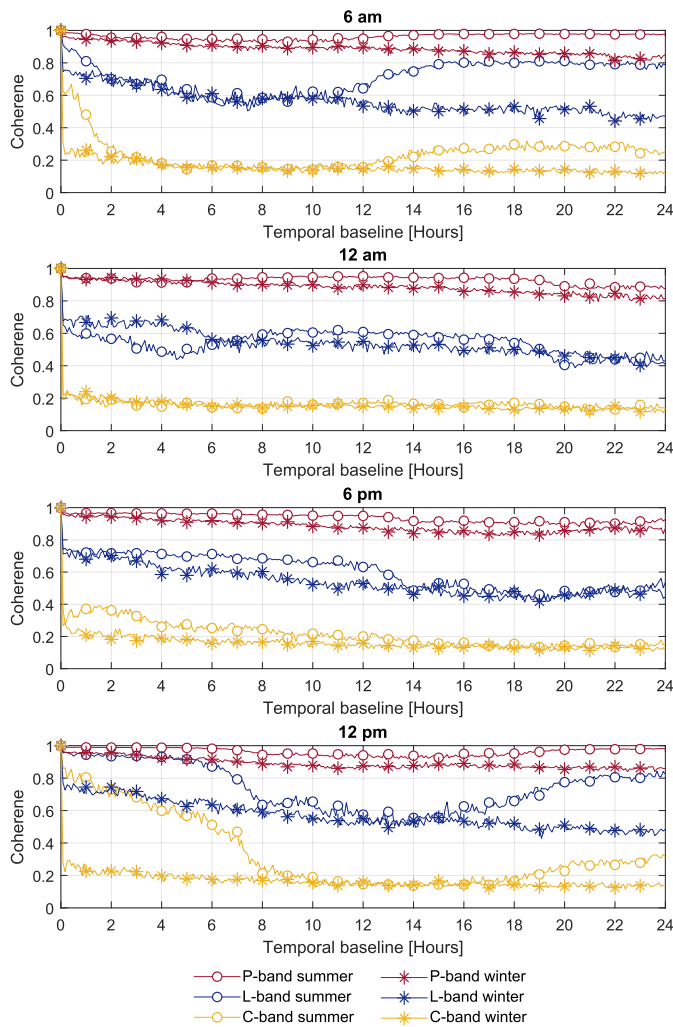 6 am
1
0.8
0.6
0.4
0.2
0
Coherene
0 2 4 6 8 10 12 14 16 18 20 22 24
Temporal baseline [Hours]
12 am
1
0.8
0.6
0.4
0.2
0
Coherene
0 2 4 6 8 10 12 14 16 18 20 22 24
Temporal baseline [Hours]
6 pm
1
0.8
0.6
0.4
0.2
0
Coherene
0 2 4 6 8 10 12 14 16 18 20 22 24
Temporal baseline [Hours]
12 pm
1
0.8
0.6
0.4
0.2
0
Coherene
0 2 4 6 8 10 12 14 16 18 20 22 24
Temporal baseline [Hours]
P-band summer P-band winter
L-band summer L-band winter
C-band summer C-band winter